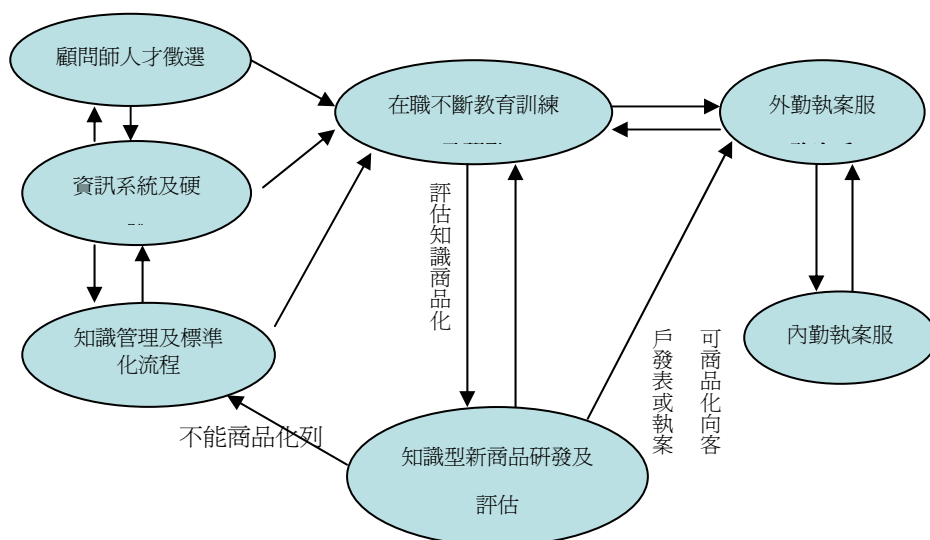 顧問師人才徵選
在職不斷教育訓練
外勤執案服
資訊系統及硬
評估知識商品化
知識管理及標準
化流程
內勤執案服
可商品化向客
戶發表或執案
不能商品化列
知識型新商品研發及
評估